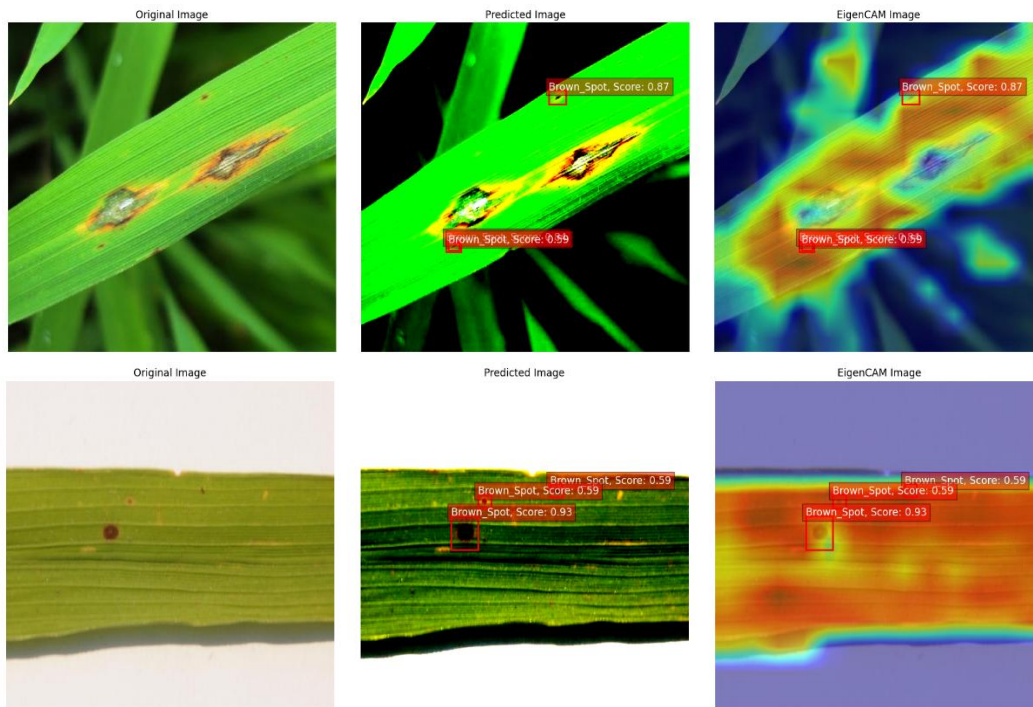 Original Image
Predicted Image
EigenCAM Image
Brown_Spot, Score: 0.87
Brown_Spot, Score: 0.87
Brown_Spot, Score: 0.59
Brown_Spot, Score: 0.59
Original Image
Predicted Image
EigenCAM Image
Brown_Spot, Score: 0.59
Brown_Spot, Score: 0.59
Brown_Spot, Score: 0.59
Brown_Spot, Score: 0.59
Brown_Spot, Score: 0.93
Brown_Spot, Score: 0.93